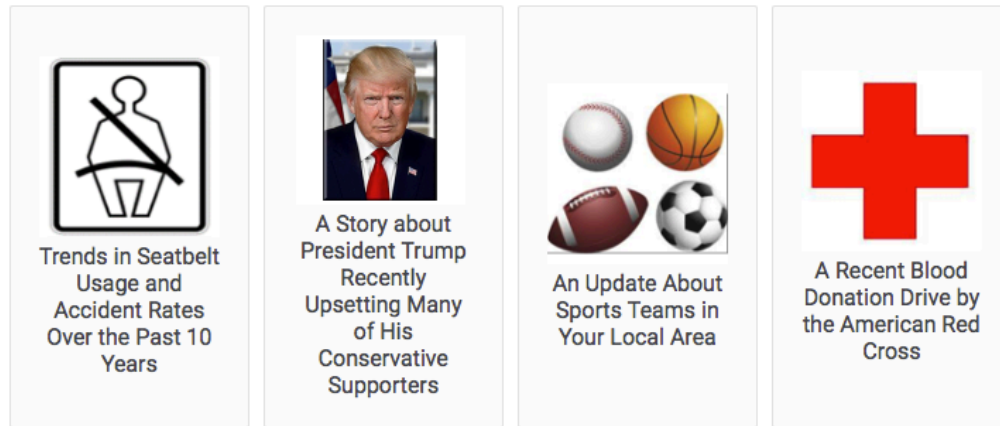 Trends in Seatbelt
Usage and
Accident Rates
Over the Past 10
Years
A Story about
President Trump
Recently
Upsetting Many
of His
Conservative
Supporters
An Update About
Sports Teams in
Your Local Area
A Recent Blood
Donation Drive by
the American Red
Cross